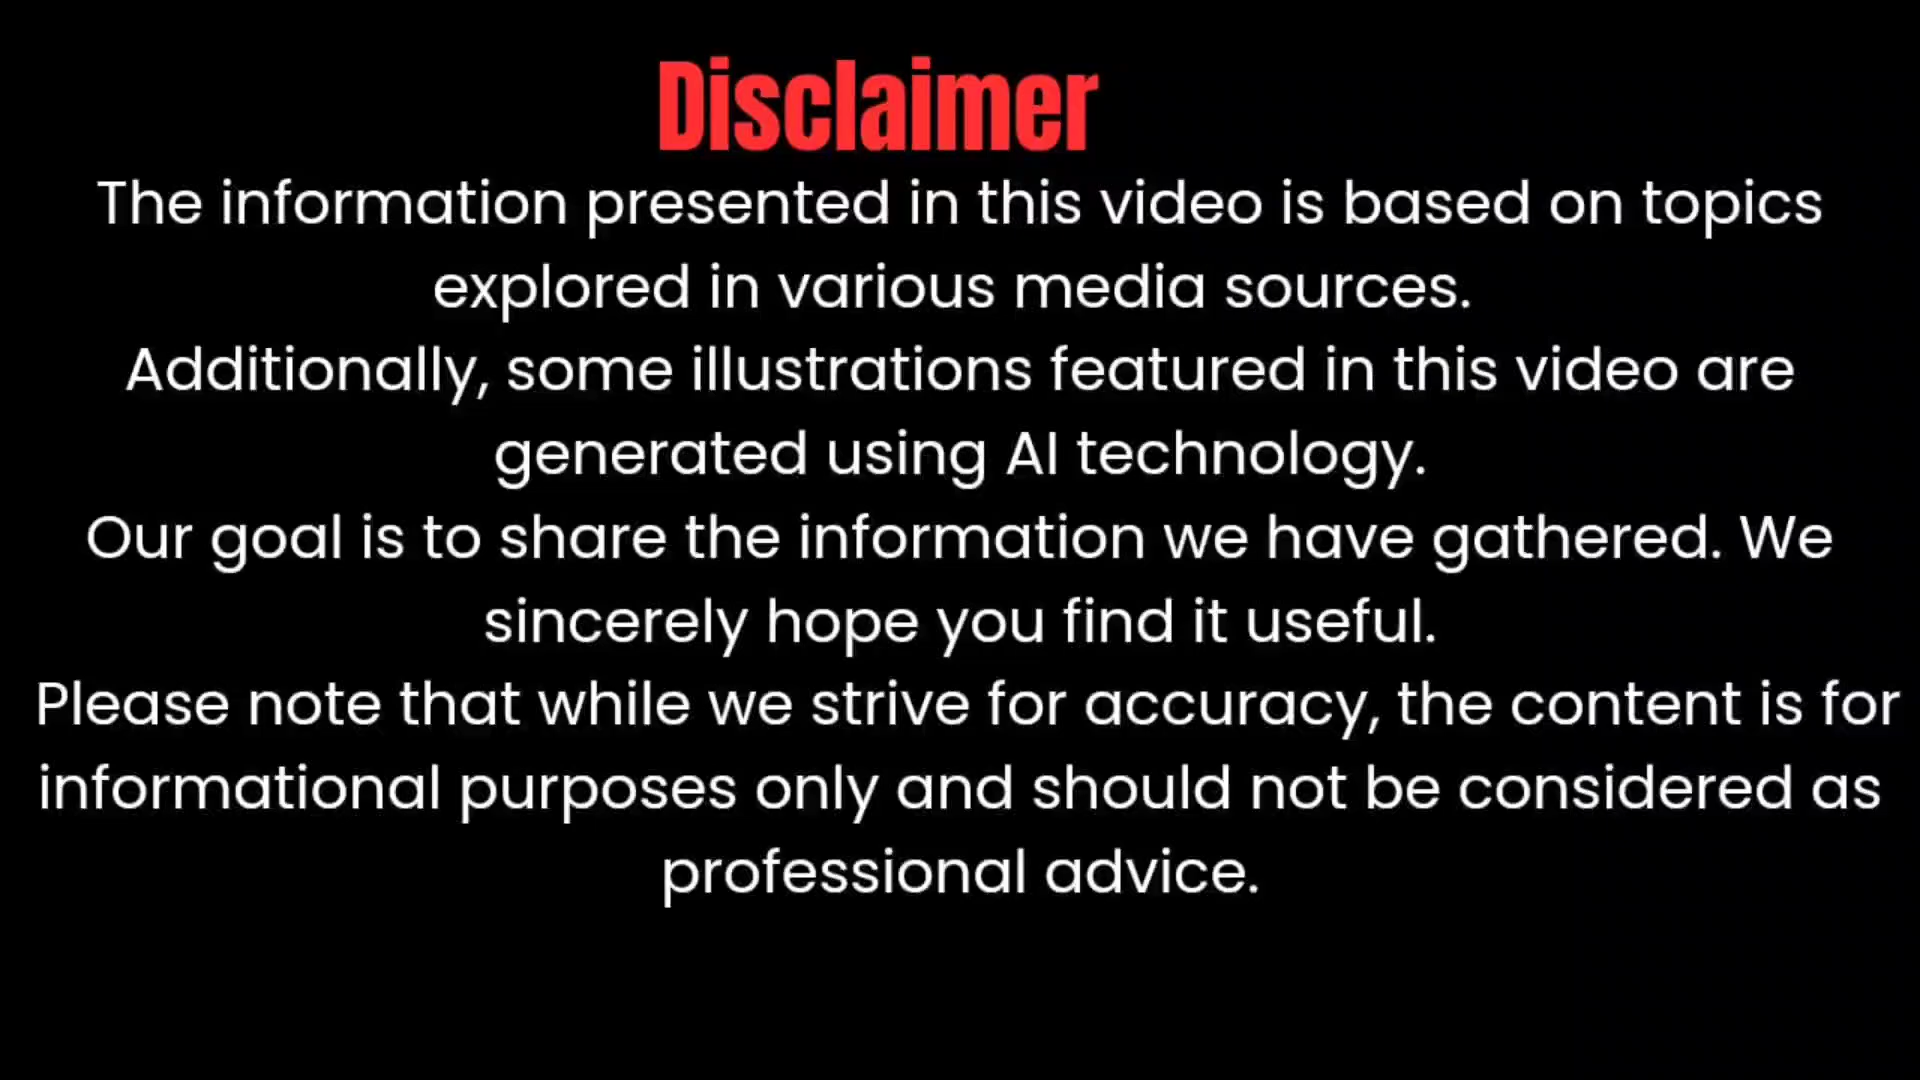 Disclaimer
The information presented in this video is based on topics
explored in various media sources.
Additionally, some illustrations featured in this video are
generated using AI technology.
Our goal is to share the information we have gathered. We
sincerely hope you find it useful.
Please note that while we strive for accuracy, the content is for
informational purposes only and should not be considered as
professional advice.